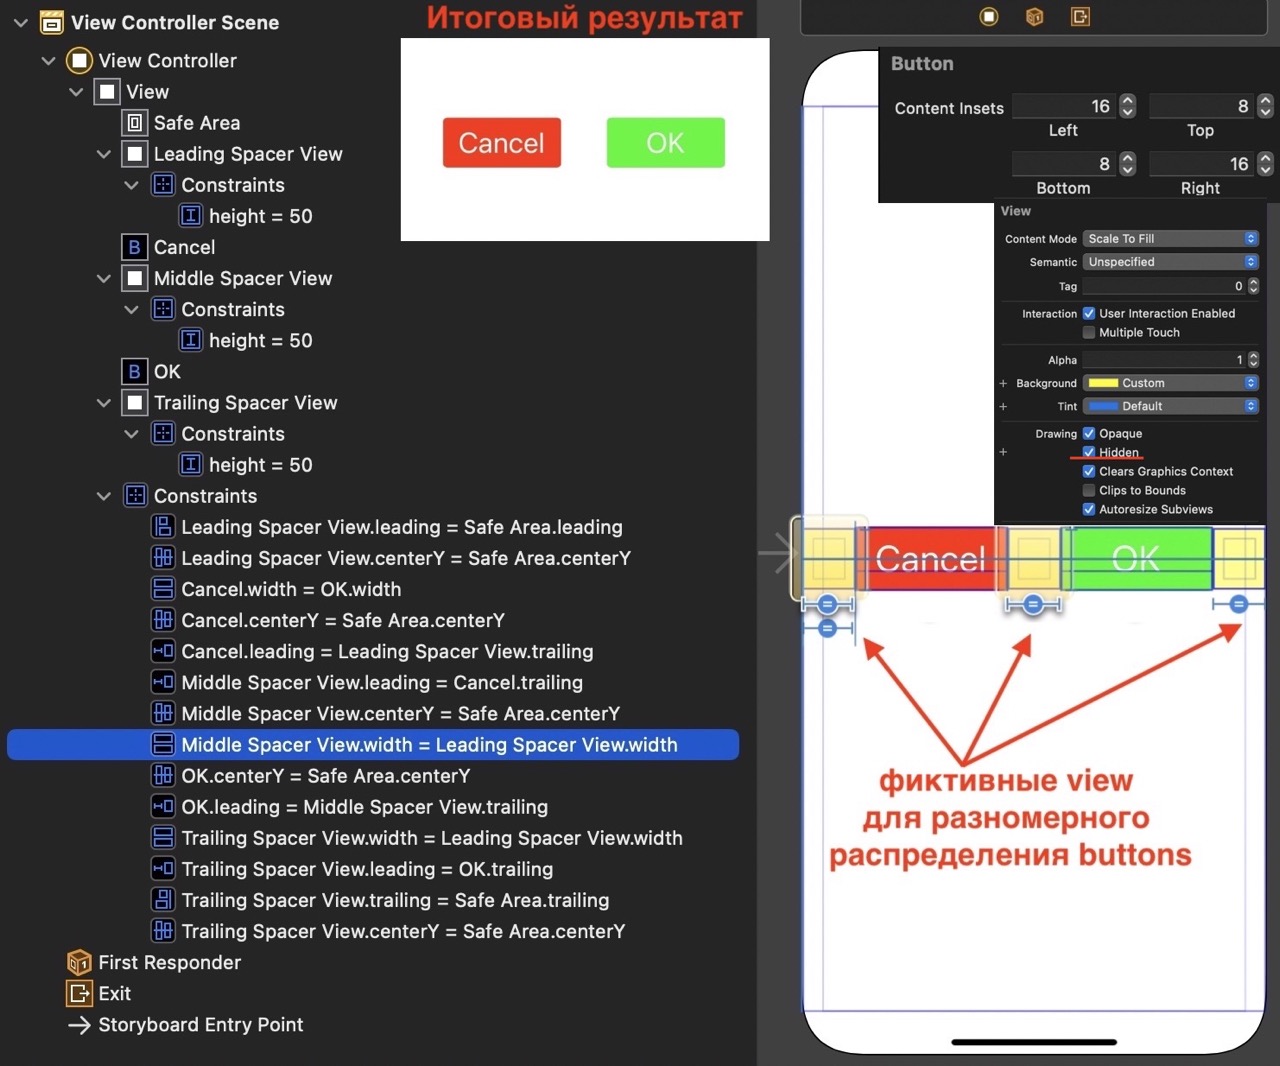 View Controller Scene
View Controller
View
Safe Area
Leading Spacer View
Constraints
height = 50
B Cancel
Middle Spacer View
Constraints
height = 50
B OK
Trailing Spacer View
Constraints
height = 50
Constraints
Leading Spacer View.leading = Safe Area.leading
Leading Spacer View.centerY = Safe Area.centerY
Cancel.width = OK.width
Cancel.centerY = Safe Area.centerY
Cancel.leading = Leading Spacer View.trailing
Middle Spacer View.leading = Cancel.trailing
Middle Spacer View.centerY = Safe Area.centerY
Middle Spacer View.width = Leading Spacer View.width
OK.centerY = Safe Area.centerY
OK.leading = Middle Spacer View.trailing
Trailing Spacer View.width = Leading Spacer View.width
Trailing Spacer View.leading = OK.trailing
Trailing Spacer View.trailing = Safe Area.trailing
Trailing Spacer View.centerY = Safe Area.centerY
First Responder
Exit
Storyboard Entry Point
Итоговый результат
Cancel OK
Button
Content Insets 16 8
Left Top
8 16
Bottom Right
View
Content Mode Scale To Fill
Semantic Unspecified
Tag 0
Interaction User Interaction Enabled
Multiple Touch
Alpha 1
+ Background Custom
+ Tint Default
Drawing Opaque
+ Hidden
Clears Graphics Context
Clips to Bounds
Autoresize Subviews
Cancel OK
фиктивные view
для разномерного
распределения buttons